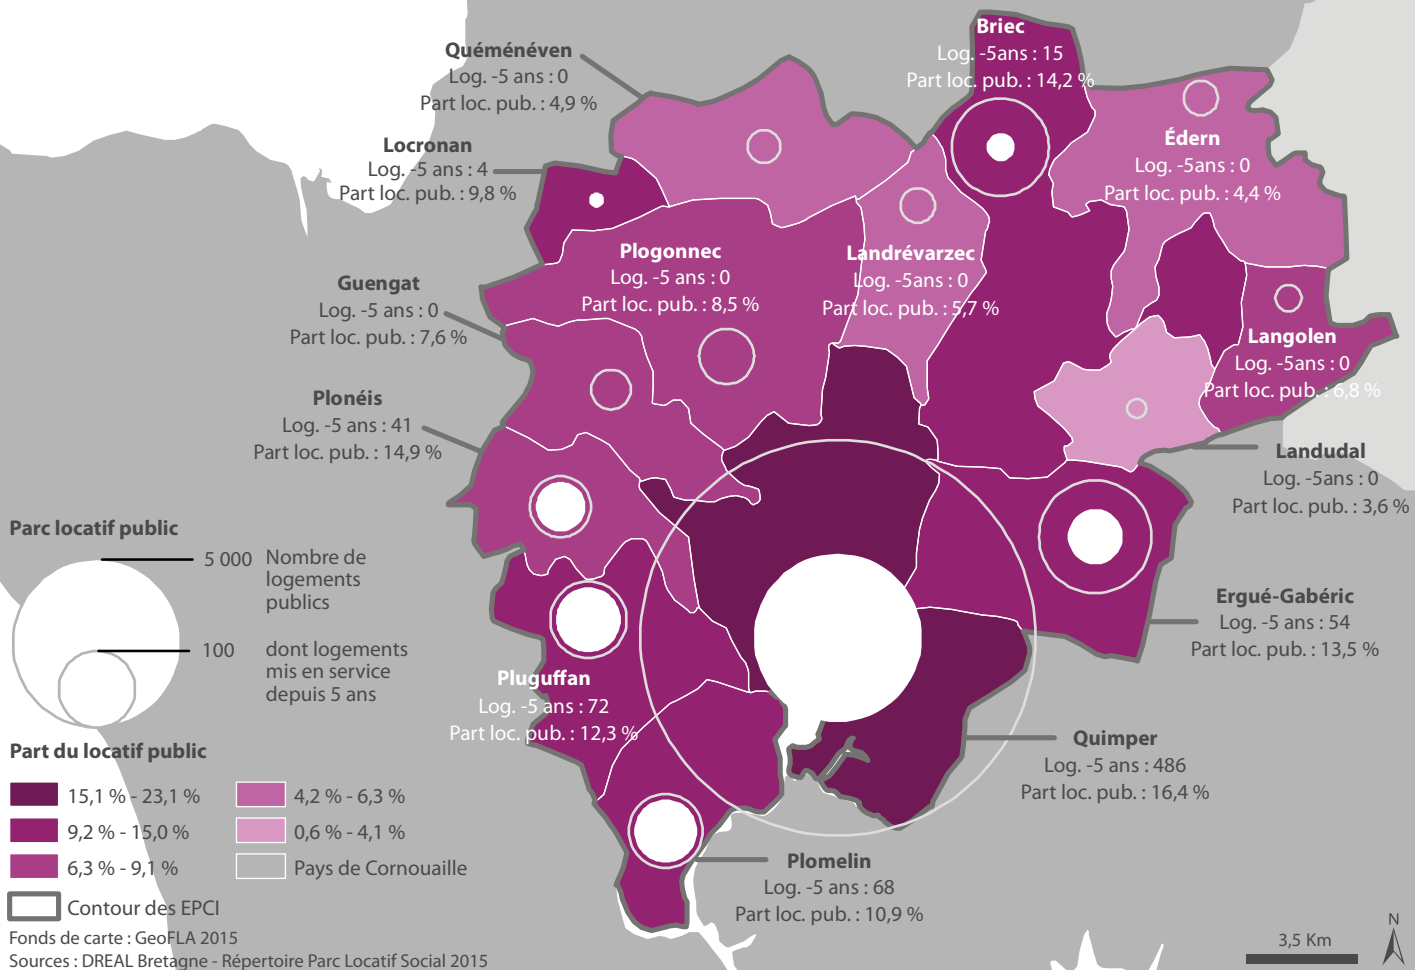 Briec
Log. -5ans : 15
Part loc. pub. : 14,2 %
Quéménéven
Log. -5 ans : 0
Part loc. pub. : 4,9 %
Locronan
Log. -5 ans : 4
Part loc. pub. : 9,8 %
Édern
Log. -5ans : 0
Part loc. pub. : 4,4 %
Plogonnec
Log. -5 ans : 0
Part loc. pub. : 8,5 %
Landrévarzec
Log. -5ans : 0
Part loc. pub. : 5,7 %
Guengat
Log. -5 ans : 0
Part loc. pub. : 7,6 %
Langolen
Log. -5ans : 0
Part loc. pub. : 6,8 %
Plonéis
Log. -5 ans : 41
Part loc. pub. : 14,9 %
Landudal
Log. -5ans : 0
Part loc. pub. : 3,6 %
Ergué-Gabéric
Log. -5 ans : 54
Part loc. pub. : 13,5 %
Pluguffan
Log. -5 ans : 72
Part loc. pub. : 12,3 %
Quimper
Log. -5 ans : 486
Part loc. pub. : 16,4 %
Plomelin
Log. -5 ans : 68
Part loc. pub. : 10,9 %
Parc locatif public
5 000
Nombre de
logements
publics
100
dont logements
mis en service
depuis 5 ans
Part du locatif public
15,1 % - 23,1 %
9,2 % - 15,0 %
6,3 % - 9,1 %
4,2 % - 6,3 %
0,6 % - 4,1 %
Pays de Cornouaille
Contour des EPCI
Fonds de carte : GeoFLA 2015
Sources : DREAL Bretagne - Répertoire Parc Locatif Social 2015
3,5 Km
N